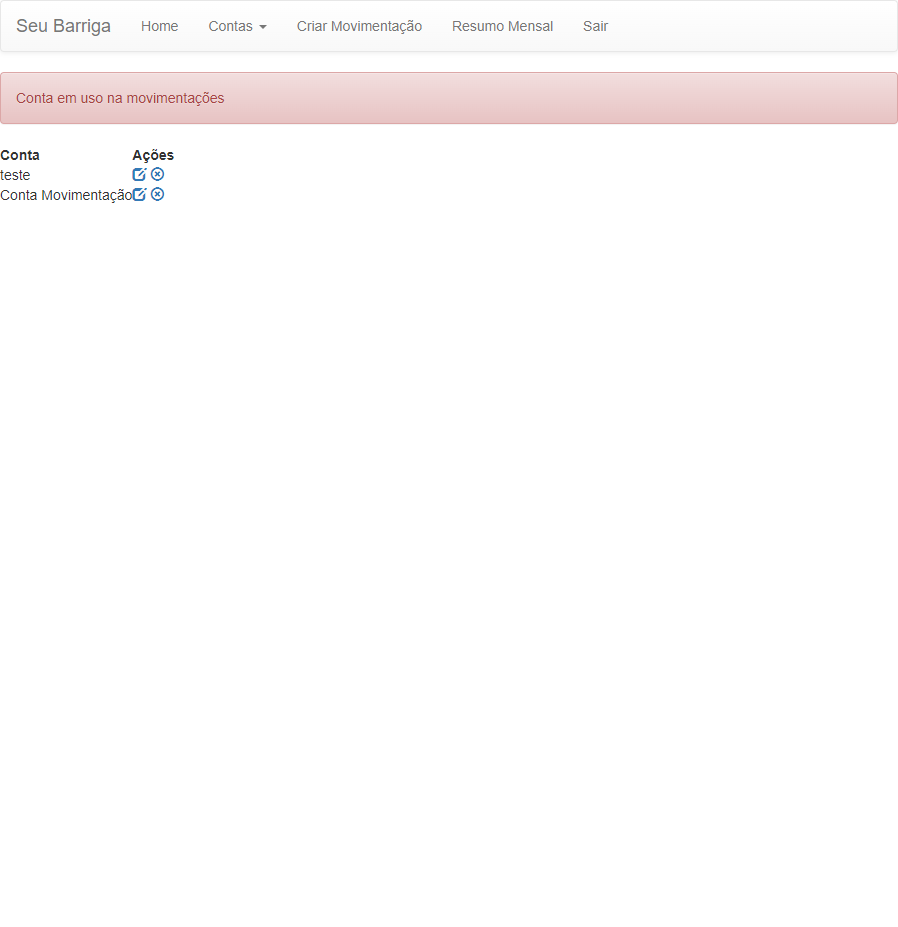 Seu Barriga Home Contas Criar Movimentação Resumo Mensal Sair
Conta em uso na movimentações
Conta Ações
teste
Conta Movimentação